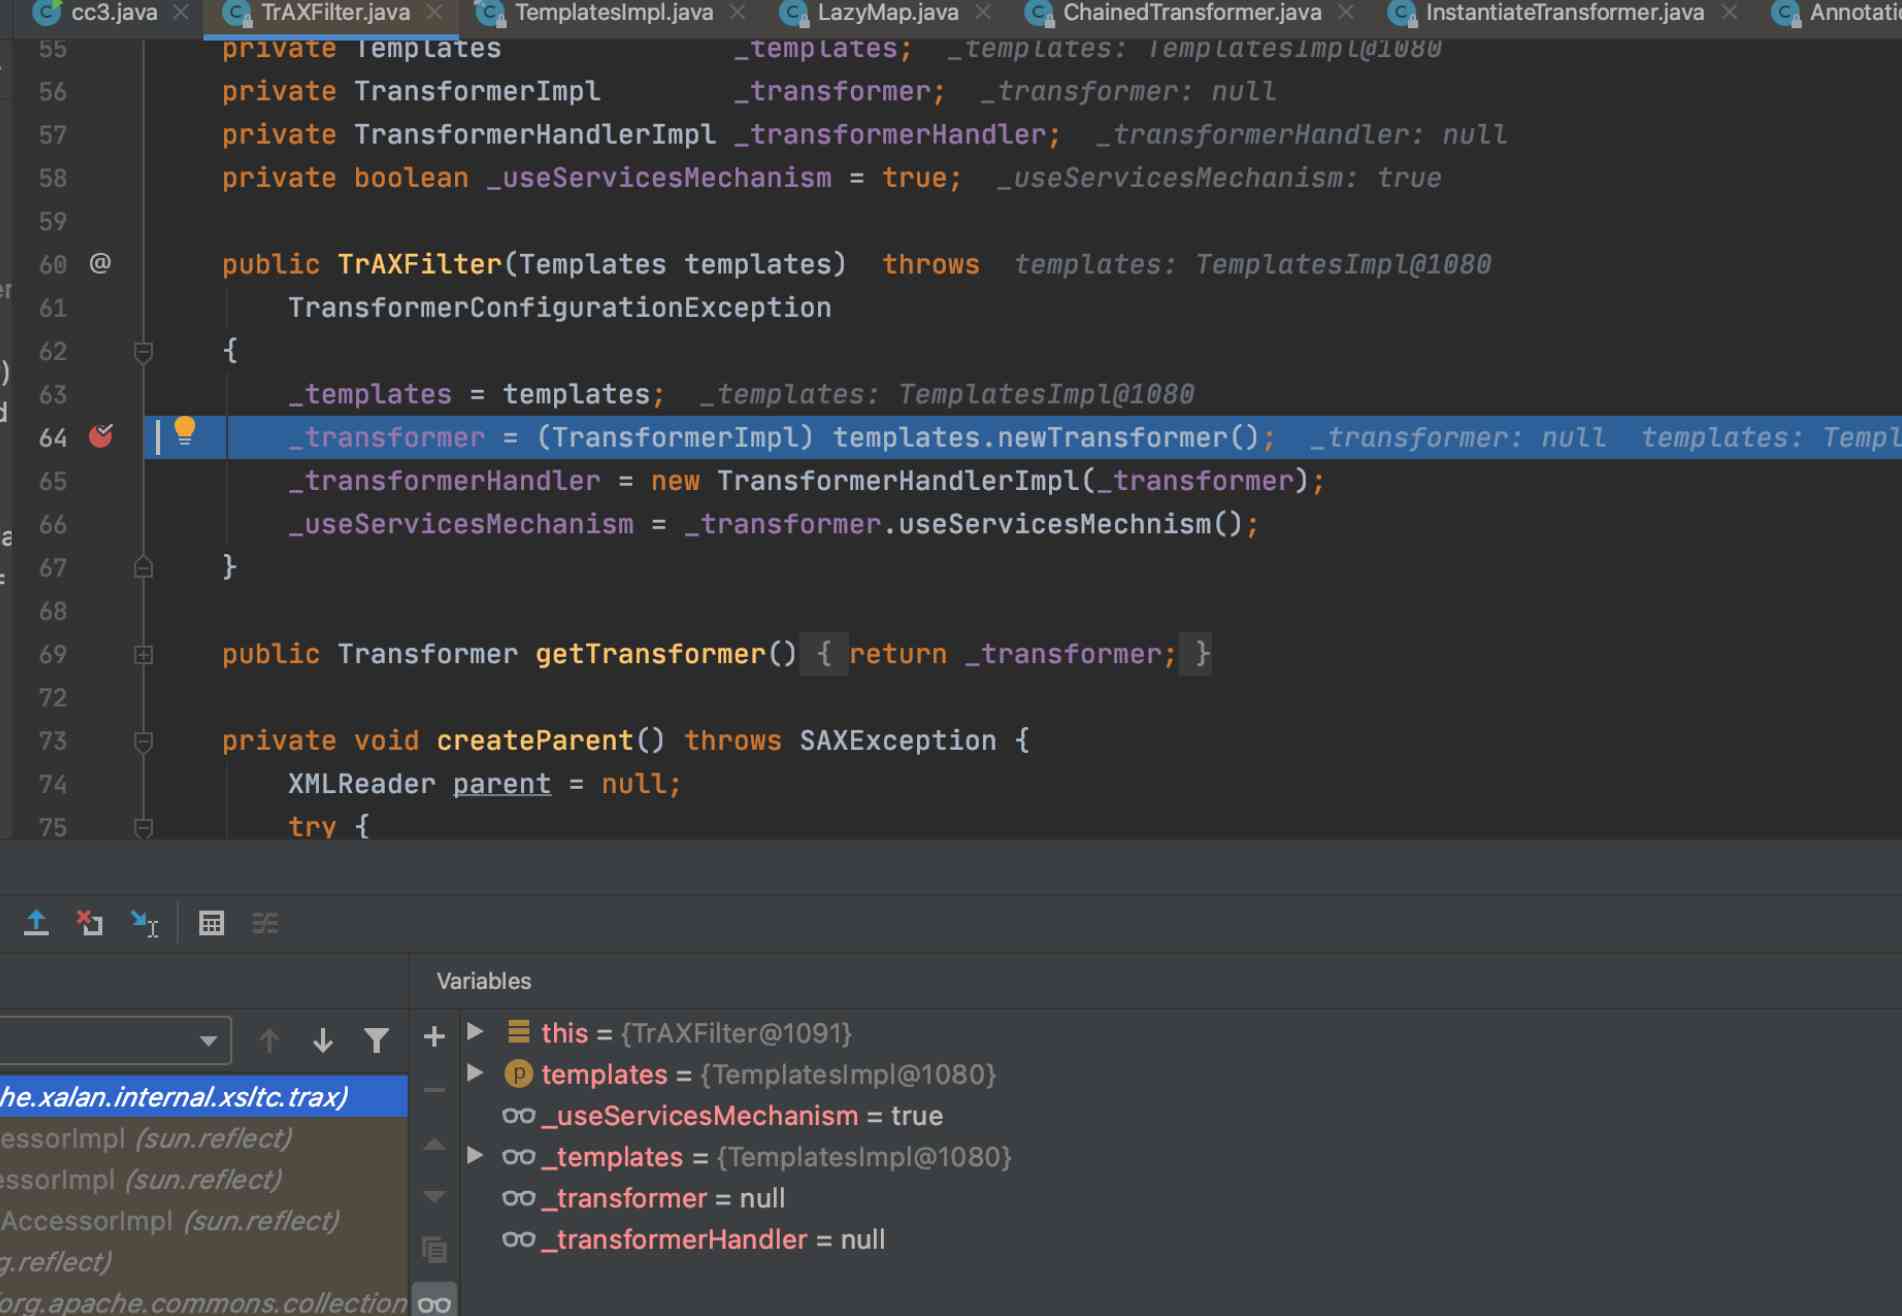 cc3.java TrAXFilter.java TemplatesImpl.java LazyMap.java ChainedTransformer.java InstantiateTransformer.java Annotatio
55 private Templates _templates; _templates: TemplatesImpl@1080
56 private TransformerImpl _transformer; _transformer: null
57 private TransformerHandlerImpl _transformerHandler; _transformerHandler: null
58 private boolean _useServicesMechanism = true; _useServicesMechanism: true
59
60 @ public TrAXFilter(Templates templates) throws templates: TemplatesImpl@1080
61 TransformerConfigurationException
62 {
63 _templates = templates; _templates: TemplatesImpl@1080
64 _transformer = (TransformerImpl) templates.newTransformer(); _transformer: null templates: Templ
65 _transformerHandler = new TransformerHandlerImpl(_transformer);
66 _useServicesMechanism = _transformer.useServicesMechnism();
67 }
68
69 public Transformer getTransformer() { return _transformer; }
72
73 private void createParent() throws SAXException {
74 XMLReader parent = null;
75 try {
Variables
this = {TrAXFilter@1091}
templates = {TemplatesImpl@1080}
_useServicesMechanism = true
_templates = {TemplatesImpl@1080}
_transformer = null
_transformerHandler = null
he.xalan.internal.xsltc.trax)
essorImpl (sun.reflect)
essorImpl (sun.reflect)
AccessorImpl (sun.reflect)
g.reflect)
org.apache.commons.collection